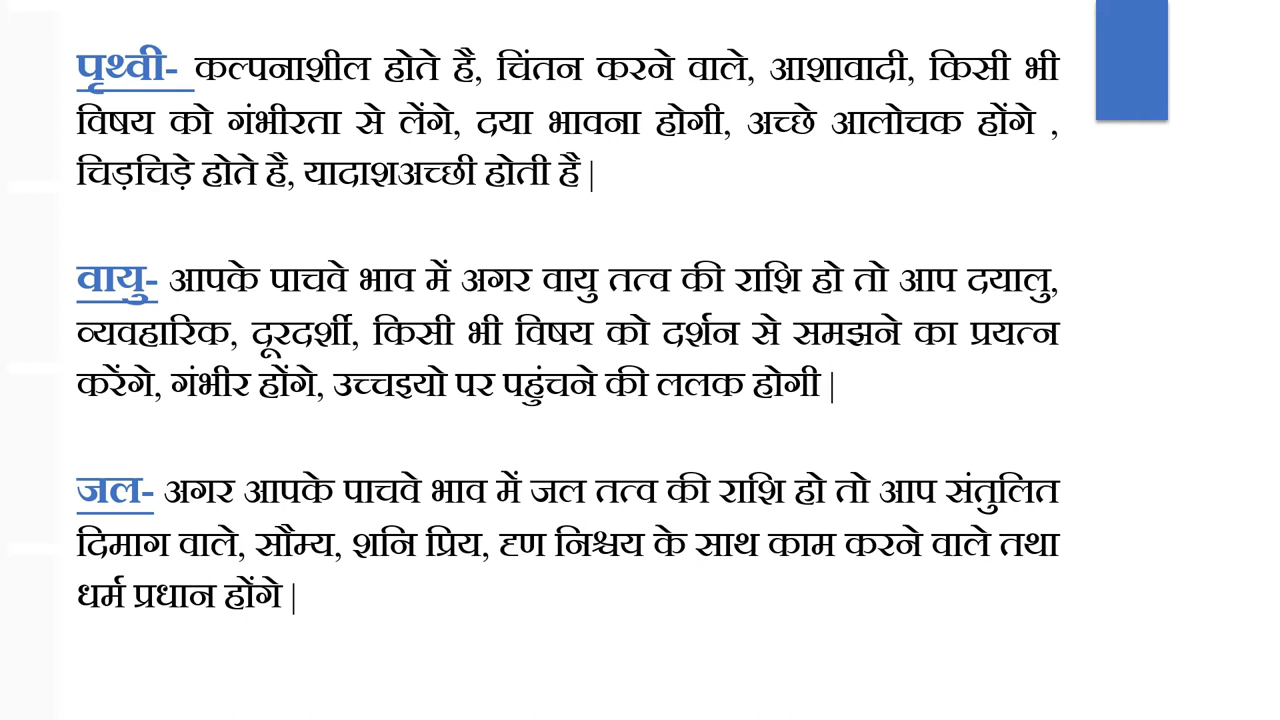 पृथ्वी- कल्पनाशील होते है, चिंतन करने वाले, आशावादी, किसी भी
विषय को गंभीरता से लेंगे, दया भावना होगी, अच्छे आलोचक होंगे ,
चिड़चिड़े होते है, यादाशअच्छी होती है |
वायु- आपके पाचवे भाव में अगर वायु तत्व की राशि हो तो आप दयालु,
व्यवहारिक, दूरदर्शी, किसी भी विषय को दर्शन से समझने का प्रयत्न
करेंगे, गंभीर होंगे, उच्चइयो पर पहुंचने की ललक होगी |
जल- अगर आपके पाचवे भाव में जल तत्व की राशि हो तो आप संतुलित
दिमाग वाले, सौम्य, शनि प्रिय, दृण निश्चय के साथ काम करने वाले तथा
धर्म प्रधान होंगे |